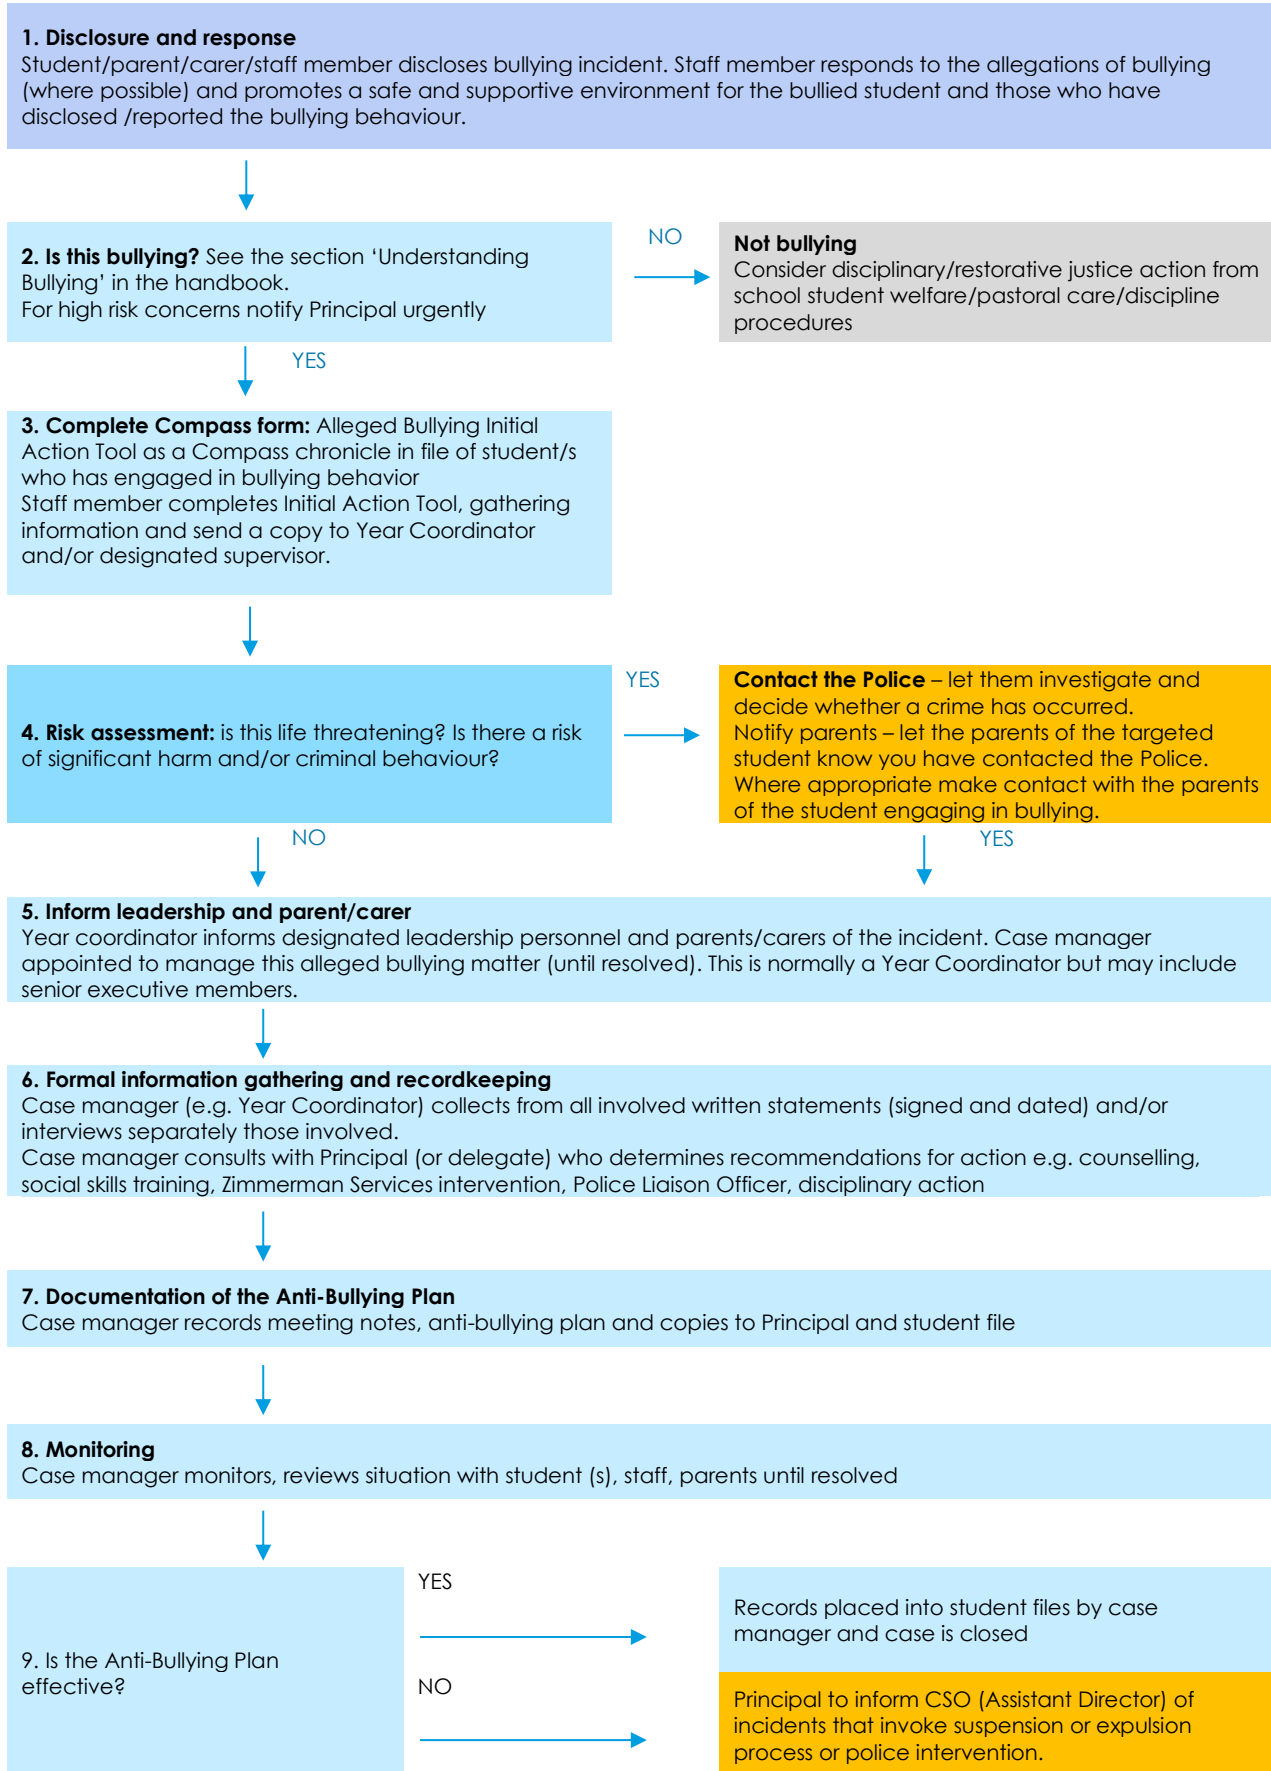 1. Disclosure and response
Student/parent/carer/staff member discloses bullying incident. Staff member responds to the allegations of bullying
(where possible) and promotes a safe and supportive environment for the bullied student and those who have
disclosed /reported the bullying behaviour.
2. Is this bullying? See the section ‘Understanding
Bullying’ in the handbook.
For high risk concerns notify Principal urgently
NO
Not bullying
Consider disciplinary/restorative justice action from
school student welfare/pastoral care/discipline
procedures
YES
3. Complete Compass form: Alleged Bullying Initial
Action Tool as a Compass chronicle in file of student/s
who has engaged in bullying behavior
Staff member completes Initial Action Tool, gathering
information and send a copy to Year Coordinator
and/or designated supervisor.
4. Risk assessment: is this life threatening? Is there a risk
of significant harm and/or criminal behaviour?
YES
Contact the Police – let them investigate and
decide whether a crime has occurred.
Notify parents – let the parents of the targeted
student know you have contacted the Police.
Where appropriate make contact with the parents
of the student engaging in bullying.
NO
YES
5. Inform leadership and parent/carer
Year coordinator informs designated leadership personnel and parents/carers of the incident. Case manager
appointed to manage this alleged bullying matter (until resolved). This is normally a Year Coordinator but may include
senior executive members.
6. Formal information gathering and recordkeeping
Case manager (e.g. Year Coordinator) collects from all involved written statements (signed and dated) and/or
interviews separately those involved.
Case manager consults with Principal (or delegate) who determines recommendations for action e.g. counselling,
social skills training, Zimmerman Services intervention, Police Liaison Officer, disciplinary action
7. Documentation of the Anti-Bullying Plan
Case manager records meeting notes, anti-bullying plan and copies to Principal and student file
8. Monitoring
Case manager monitors, reviews situation with student (s), staff, parents until resolved
9. Is the Anti-Bullying Plan
effective?
YES
Records placed into student files by case
manager and case is closed
NO
Principal to inform CSO (Assistant Director) of
incidents that invoke suspension or expulsion
process or police intervention.